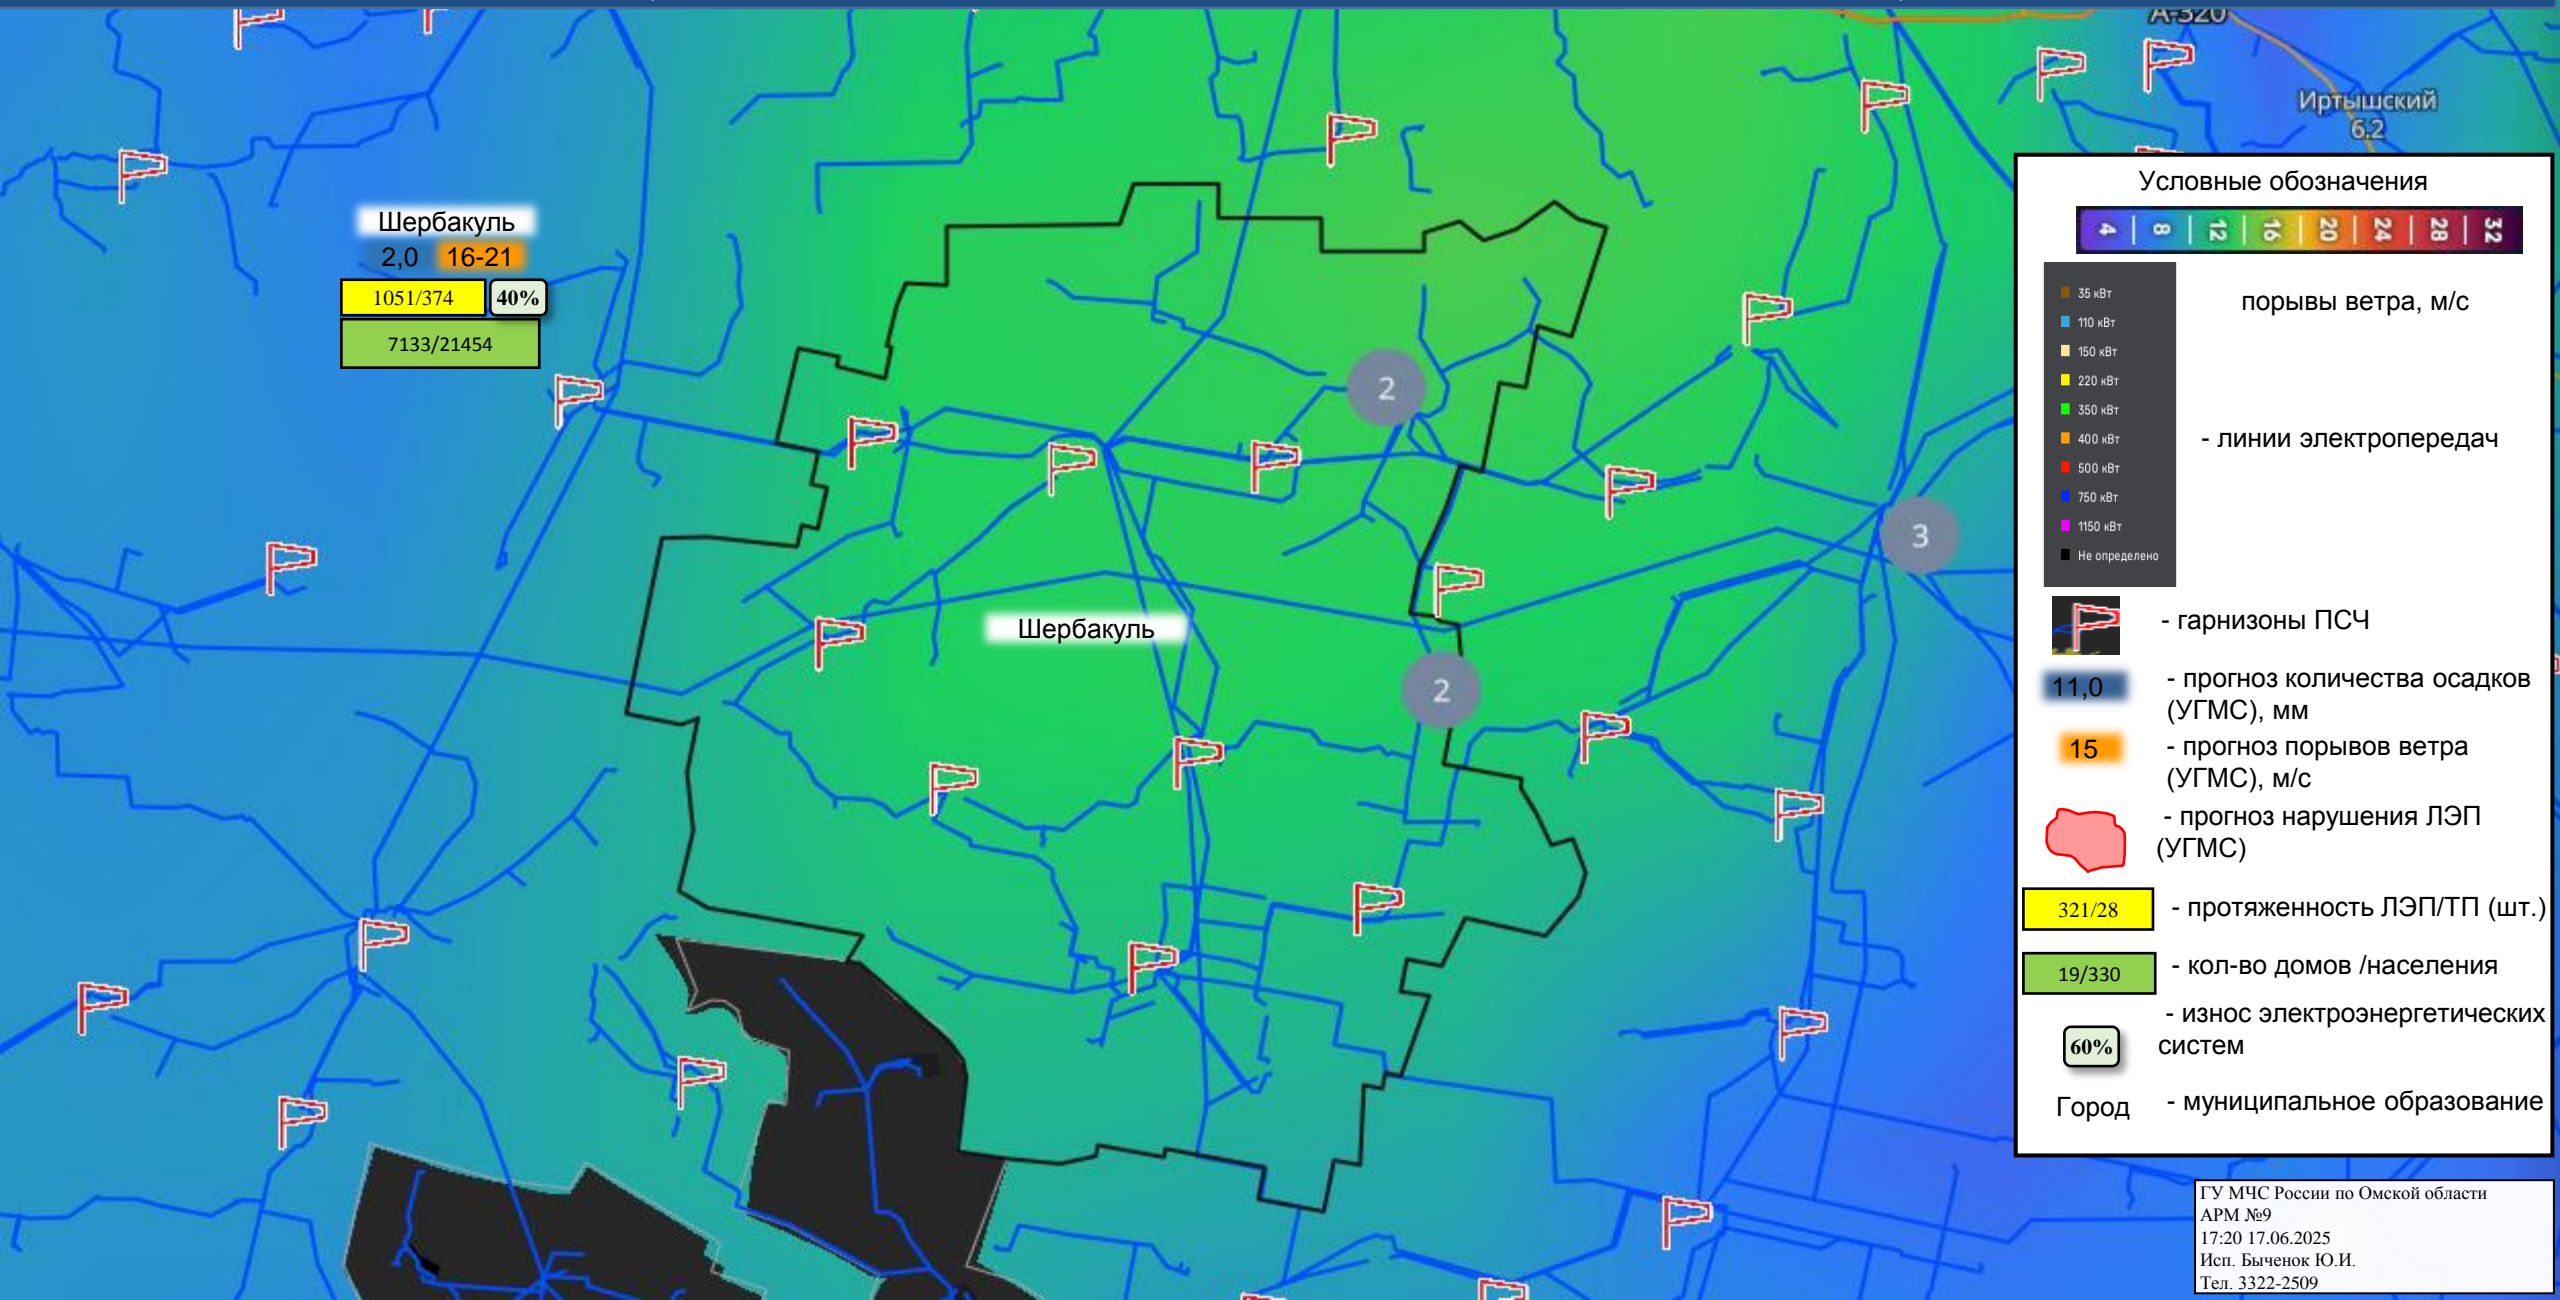 А-320
Иртышский
6.2
Шербакуль
2,0 16-21
1051/374 40%
7133/21454
2
3
Шербакуль
2
Условные обозначения
4 8 12 16 20 24 28 32
порывы ветра, м/с
35 кВт
110 кВт
150 кВт
220 кВт
350 кВт
400 кВт
500 кВт
750 кВт
1150 кВт
Не определено
- линии электропередач
- гарнизоны ПСЧ
11,0 - прогноз количества осадков
(УГМС), мм
15 - прогноз порывов ветра
(УГМС), м/с
- прогноз нарушения ЛЭП
(УГМС)
321/28 - протяженность ЛЭП/ТП (шт.)
19/330 - кол-во домов /населения
- износ электроэнергетических
60% систем
Город - муниципальное образование
ГУ МЧС России по Омской области
АРМ №9
17:20 17.06.2025
Исп. Быченок Ю.И.
Тел. 3322-2509